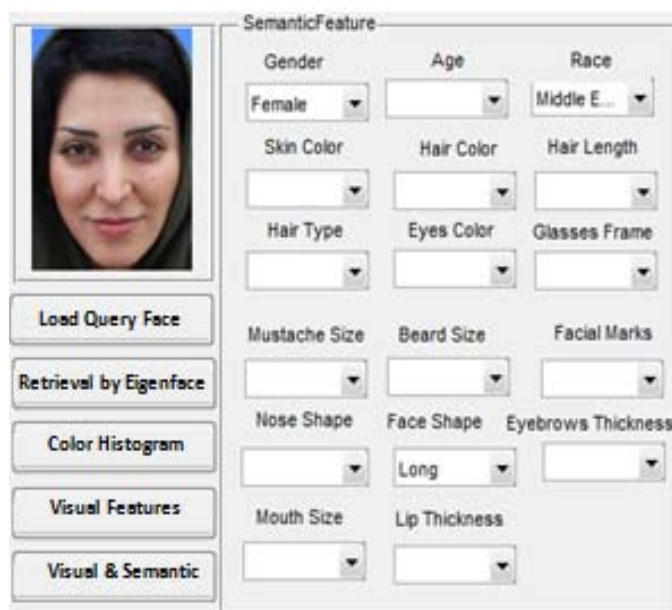 SemanticFeature
Gender Age Race
Female Middle E...
Skin Color Hair Color Hair Length
Hair Type Eyes Color Glasses Frame
Load Query Face
Mustache Size Beard Size Facial Marks
Retrieval by Eigenface
Nose Shape Face Shape Eyebrows Thickness
Color Histogram
Long
Visual Features
Mouth Size Lip Thickness
Visual & Semantic